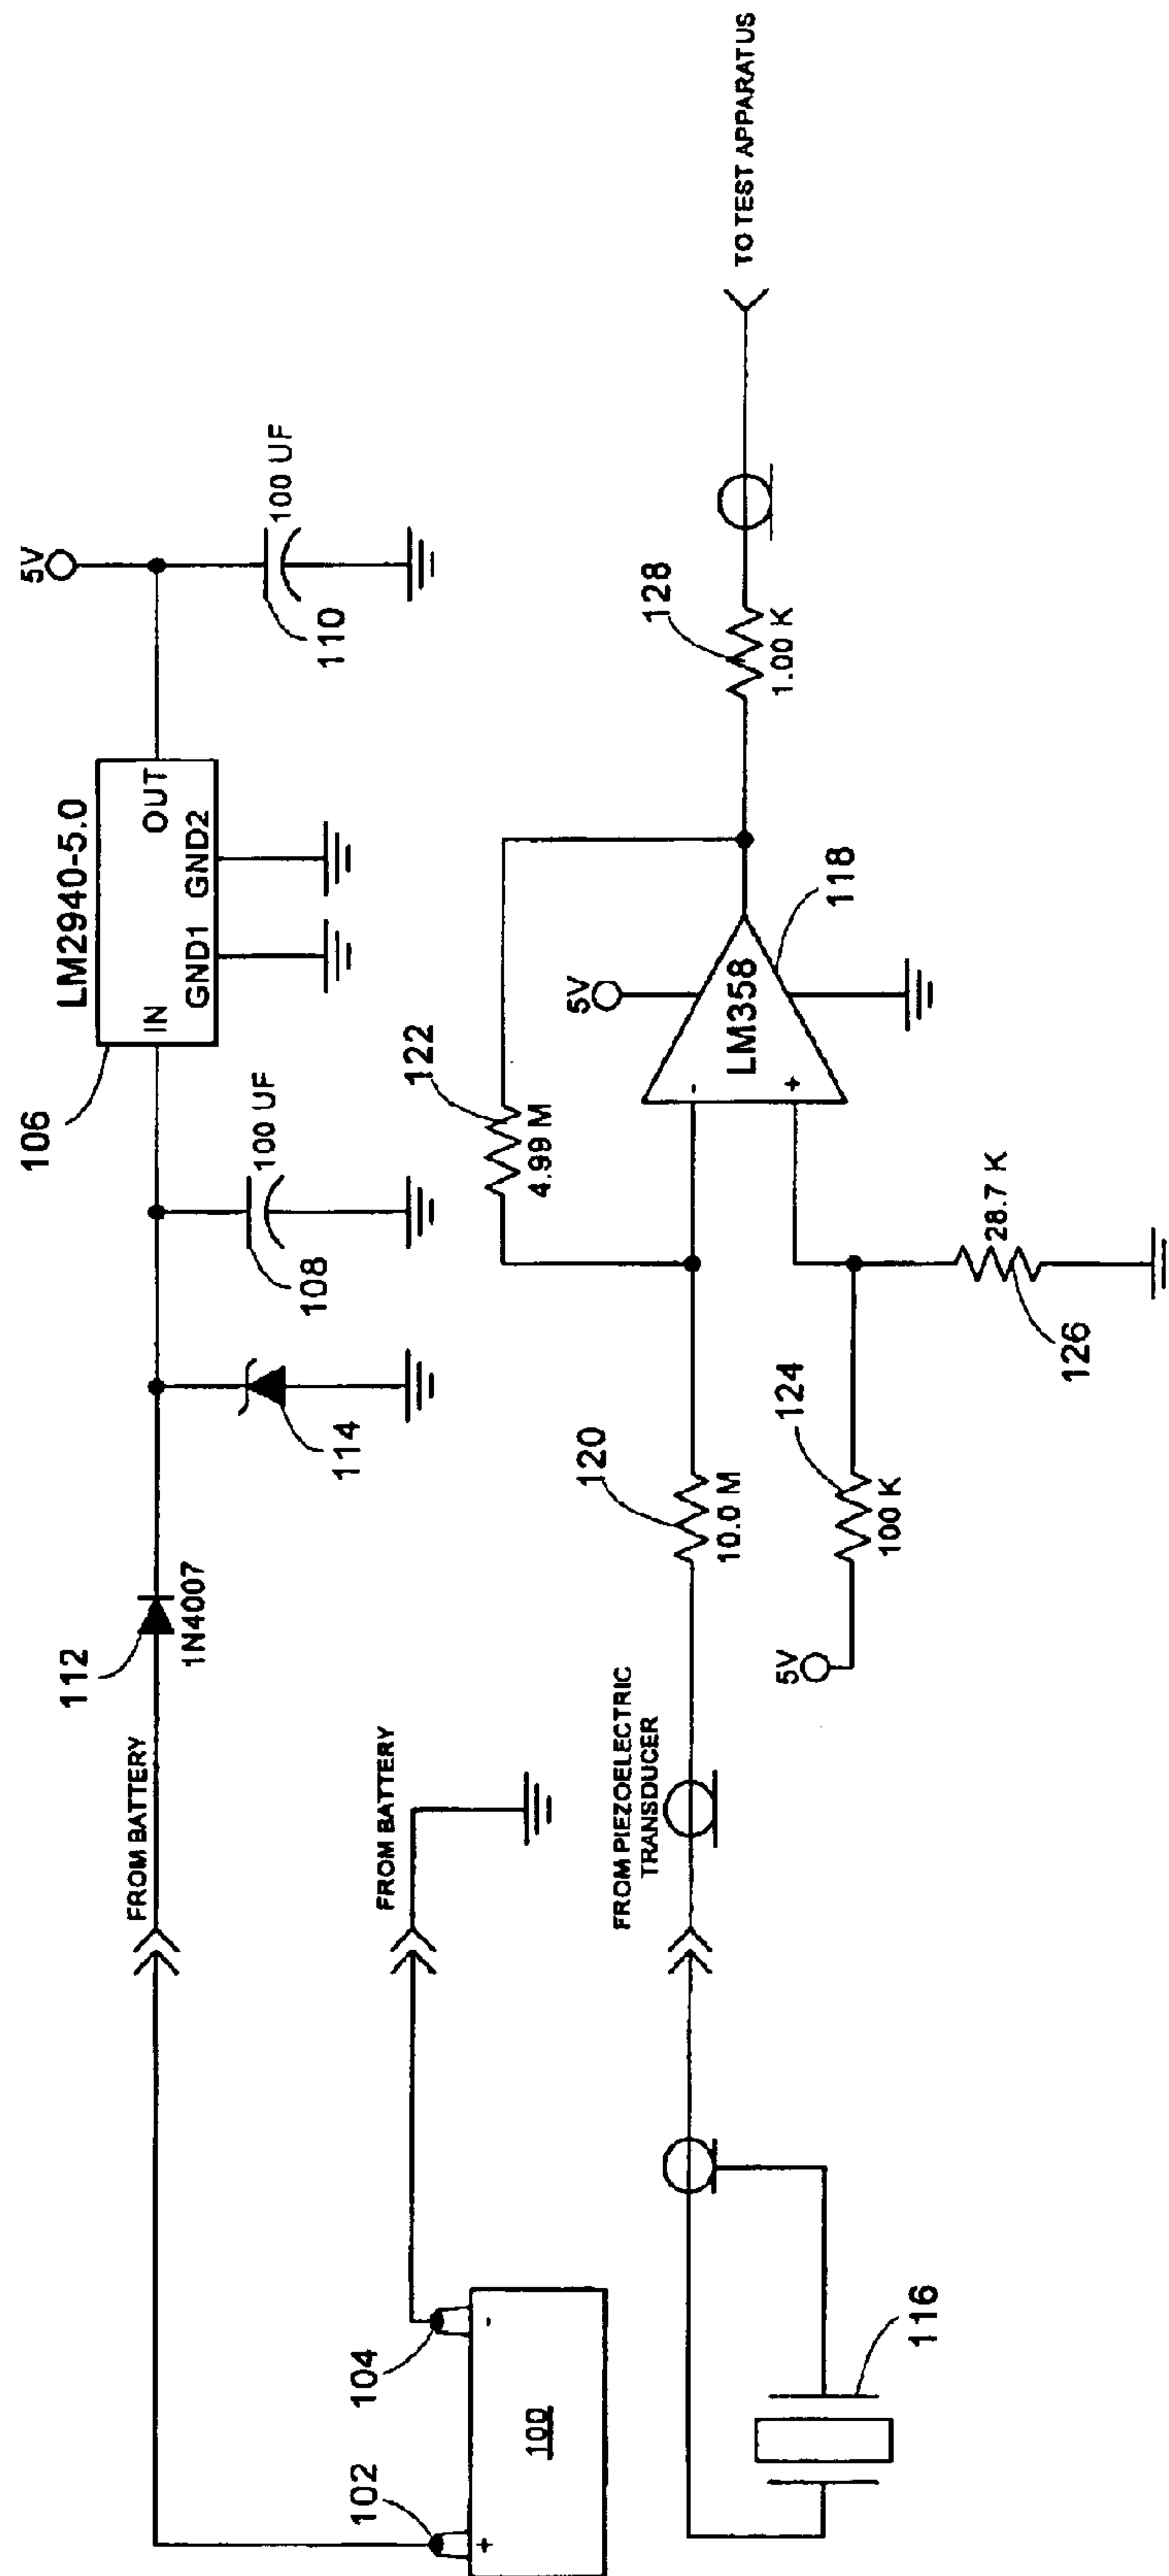 5V
LM2940-5.0
106
IN
OUT
GND1
GND2
100 UF
110
100 UF
108
114
112
1N4007
FROM BATTERY
FROM BATTERY
102
104
+
-
100
FROM PIEZOELECTRIC
TRANSDUCER
116
120
10.0 M
122
4.99 M
5V
LM358
-
+
118
128
1.00 K
TO TEST APPARATUS
5V
124
100 K
28.7 K
126